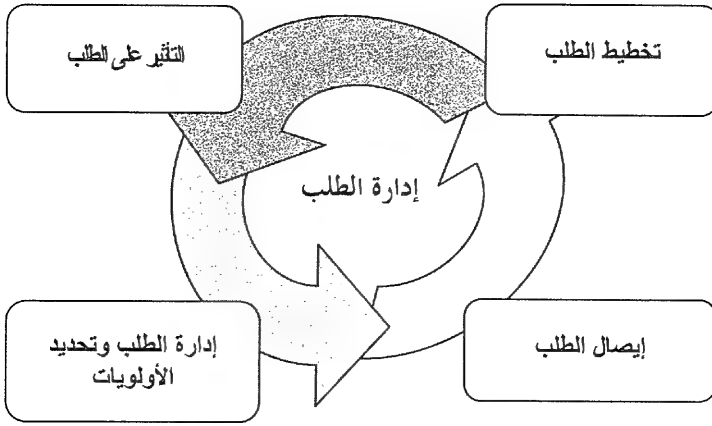 تخطيط الطلب
التأثير على الطلب
إدارة الطلب
إيصال الطلب
إدارة الطلب وتحديد
الأولويات